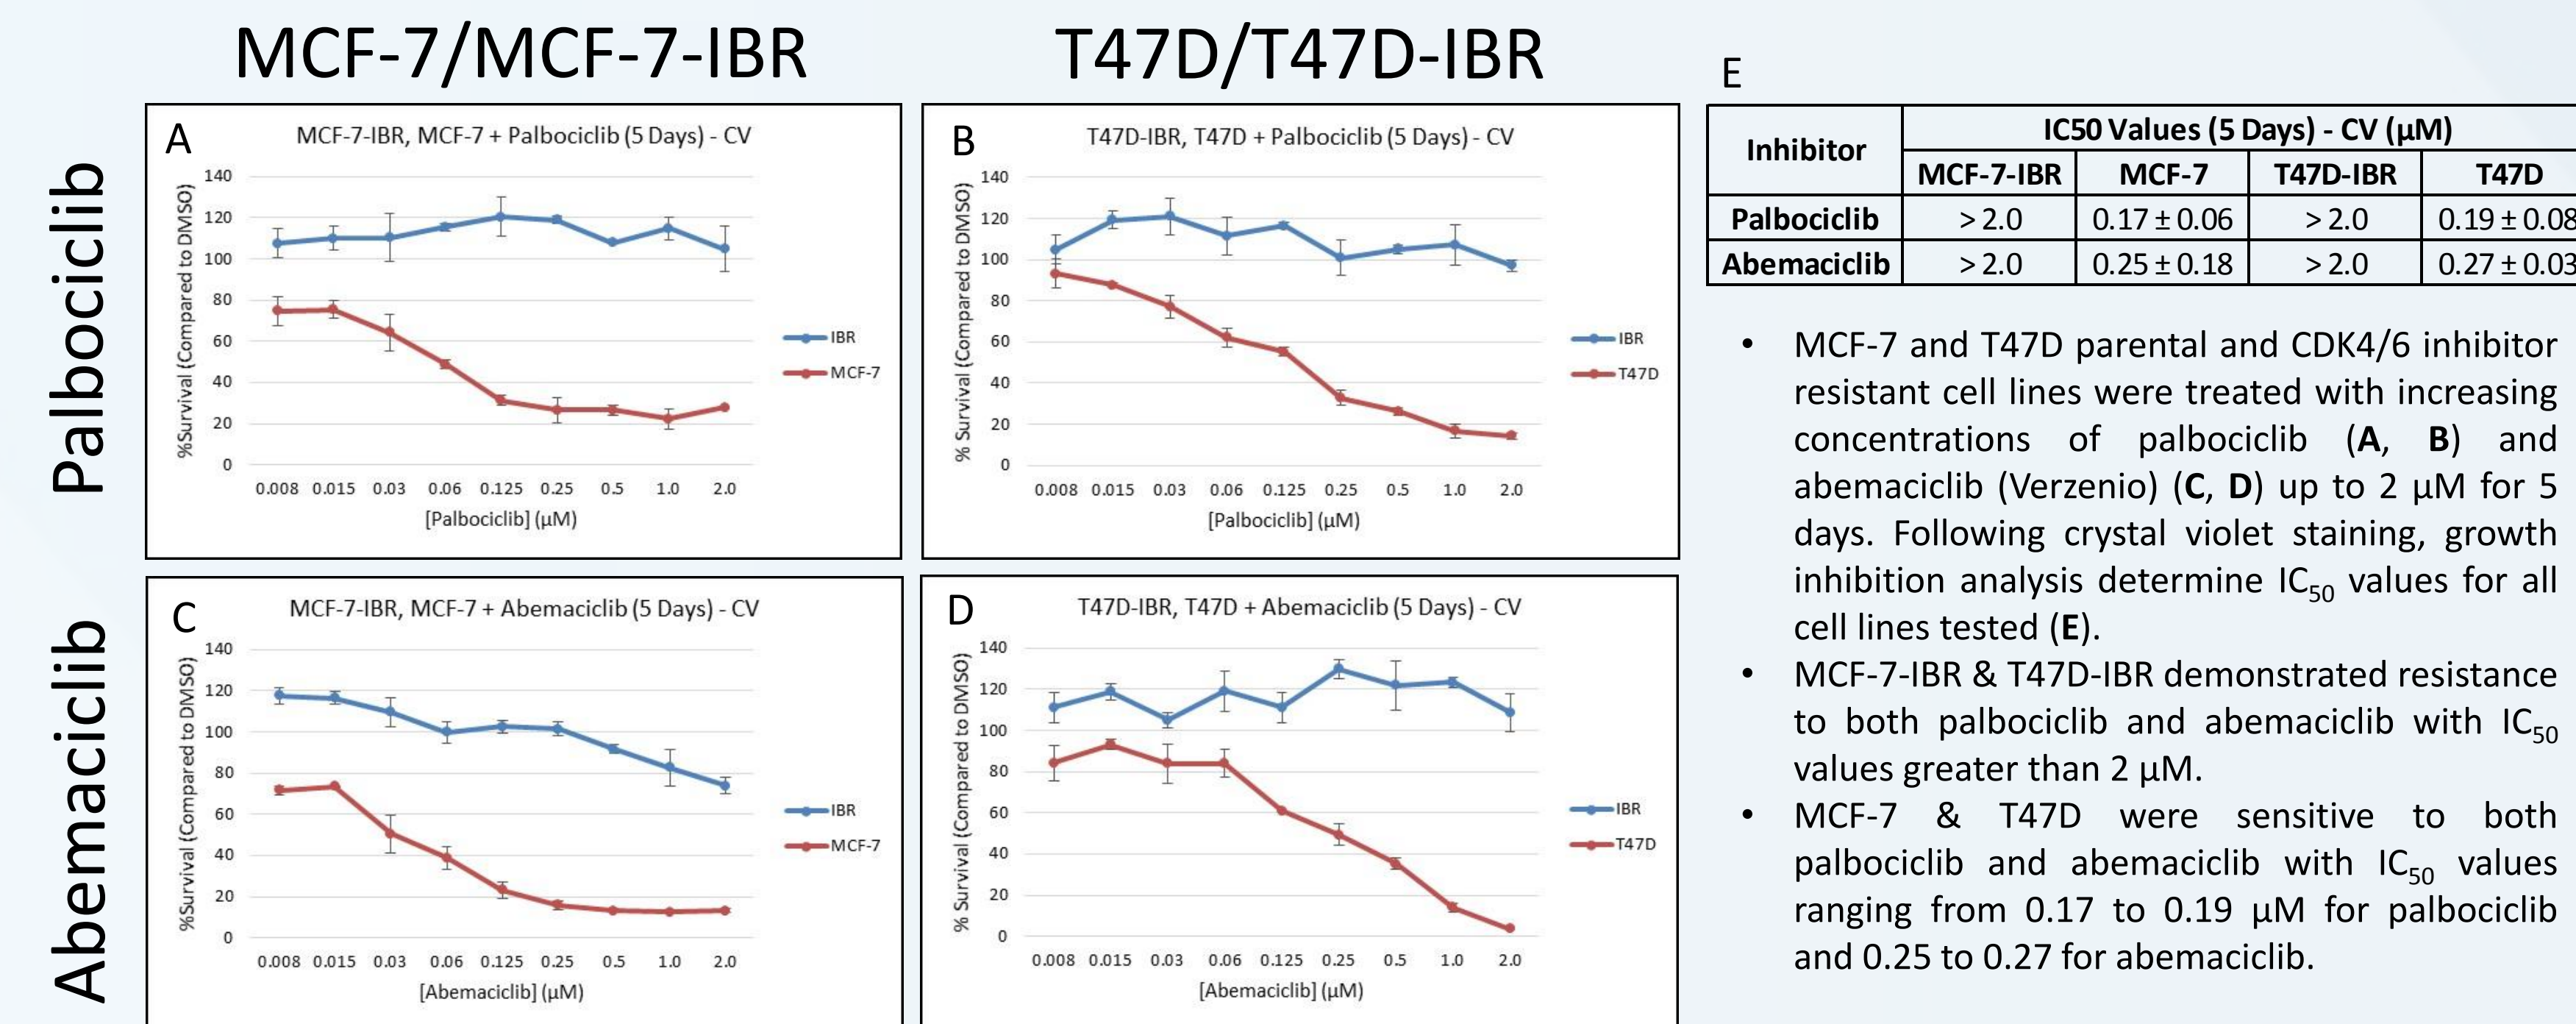 MCF-7/MCF-7-IBR
T47D/T47D-IBR
Palbociclib
Abemaciclib
A
MCF-7-IBR, MCF-7 + Palbociclib (5 Days) - CV
%Survival (Compared to DMSO)
140
120
100
80
60
40
20
0
0.008 0.015 0.03 0.06 0.125 0.25 0.5 1.0 2.0
[Palbociclib] (µM)
IBR
MCF-7
B
T47D-IBR, T47D + Palbociclib (5 Days) - CV
% Survival (Compared to DMSO)
140
120
100
80
60
40
20
0
0.008 0.015 0.03 0.06 0.125 0.25 0.5 1.0 2.0
[Palbociclib] (µM)
IBR
T47D
C
MCF-7-IBR, MCF-7 + Abemaciclib (5 Days) - CV
%Survival (Compared to DMSO)
140
120
100
80
60
40
20
0
0.008 0.015 0.03 0.06 0.125 0.25 0.5 1.0 2.0
[Abemaciclib] (µM)
IBR
MCF-7
D
T47D-IBR, T47D + Abemaciclib (5 Days) - CV
% Survival (Compared to DMSO)
140
120
100
80
60
40
20
0
0.008 0.015 0.03 0.06 0.125 0.25 0.5 1.0 2.0
[Abemaciclib] (µM)
IBR
T47D
E
Inhibitor
IC50 Values (5 Days) - CV (µM)
MCF-7-IBR MCF-7 T47D-IBR T47D
Palbociclib > 2.0 0.17 ± 0.06 > 2.0 0.19 ± 0.08
Abemaciclib > 2.0 0.25 ± 0.18 > 2.0 0.27 ± 0.03
• MCF-7 and T47D parental and CDK4/6 inhibitor
resistant cell lines were treated with increasing
concentrations of palbociclib (A, B) and
abemaciclib (Verzenio) (C, D) up to 2 µM for 5
days. Following crystal violet staining, growth
inhibition analysis determine IC50 values for all
cell lines tested (E).
• MCF-7-IBR & T47D-IBR demonstrated resistance
to both palbociclib and abemaciclib with IC50
values greater than 2 µM.
• MCF-7 & T47D were sensitive to both
palbociclib and abemaciclib with IC50 values
ranging from 0.17 to 0.19 µM for palbociclib
and 0.25 to 0.27 for abemaciclib.